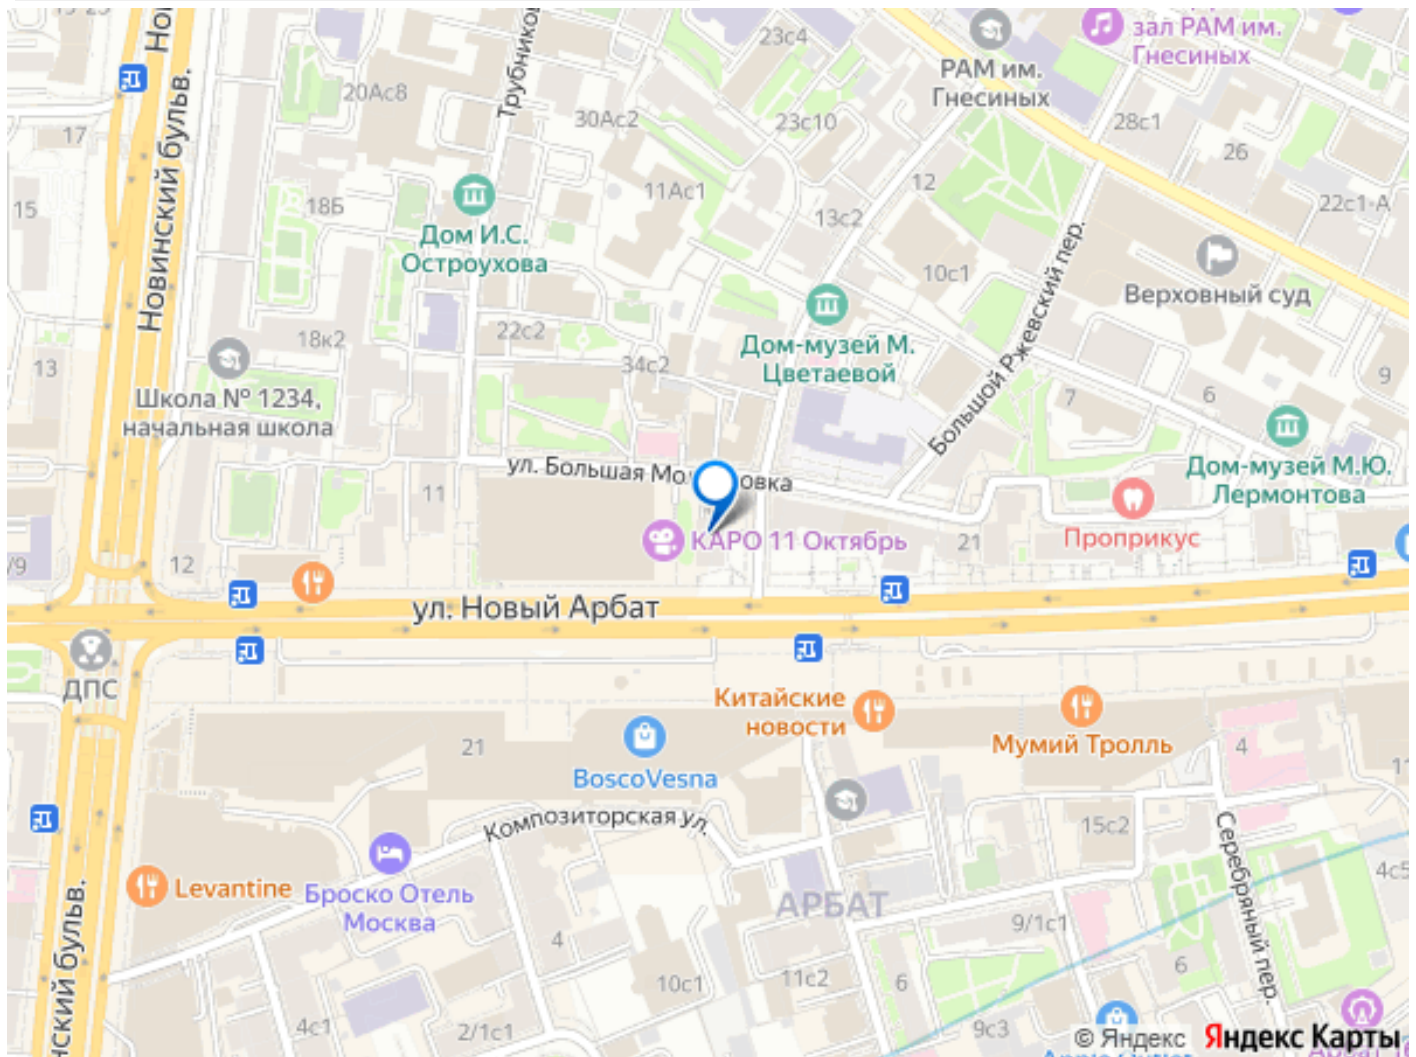 зал РАМ им.
Гнесиных
РАМ им.
Гнесиных
23с4
20Ас8
30Ас2
23с10
28с1
26
22с1-А
17
15
18Б
11Ас1
12
13с2
10с1
Новинский бульв.
Дом И.С.
Остроухова
Большой Ржевский пер.
Верховный суд
18к2
22с2
34с2
Дом-музей М.
Цветаевой
13
7
6
9
Школа № 1234,
начальная школа
11
ул. Большая Мо
овка
Дом-музей М.Ю.
Лермонтова
Проприкус
КАРО 11 Октябрь
21
/9
12
ул. Новый Арбат
ДПС
Китайские
новости
Мумий Тролль
21
BoscoVesna
4
Композиторская ул.
15с2
Серебряный пер.
Levantine
Броско Отель
Москва
АРБАТ
4с5
9/1с1
4
10с1
11с2
6
6
4с1
2/1с1
9с3
нский бульв.
© Яндекс Яндекс Карты